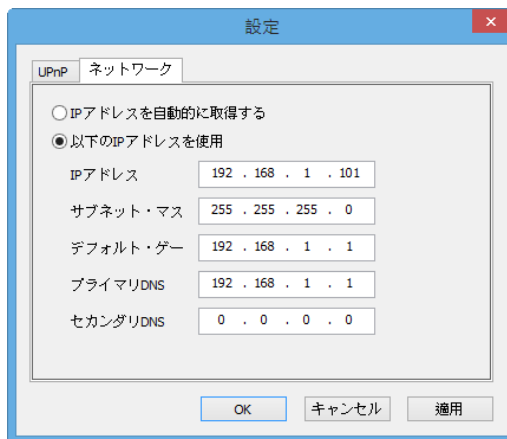 設定
UPnP ネットワーク
IPアドレスを自動的に取得する
以下のIPアドレスを使用
IPアドレス 192 . 168 . 1 . 101
サブネット・マス 255 . 255 . 255 . 0
デフォルト・ゲー 192 . 168 . 1 . 1
プライマリDNS 192 . 168 . 1 . 1
セカンダリDNS 0 . 0 . 0 . 0
OK キャンセル 適用